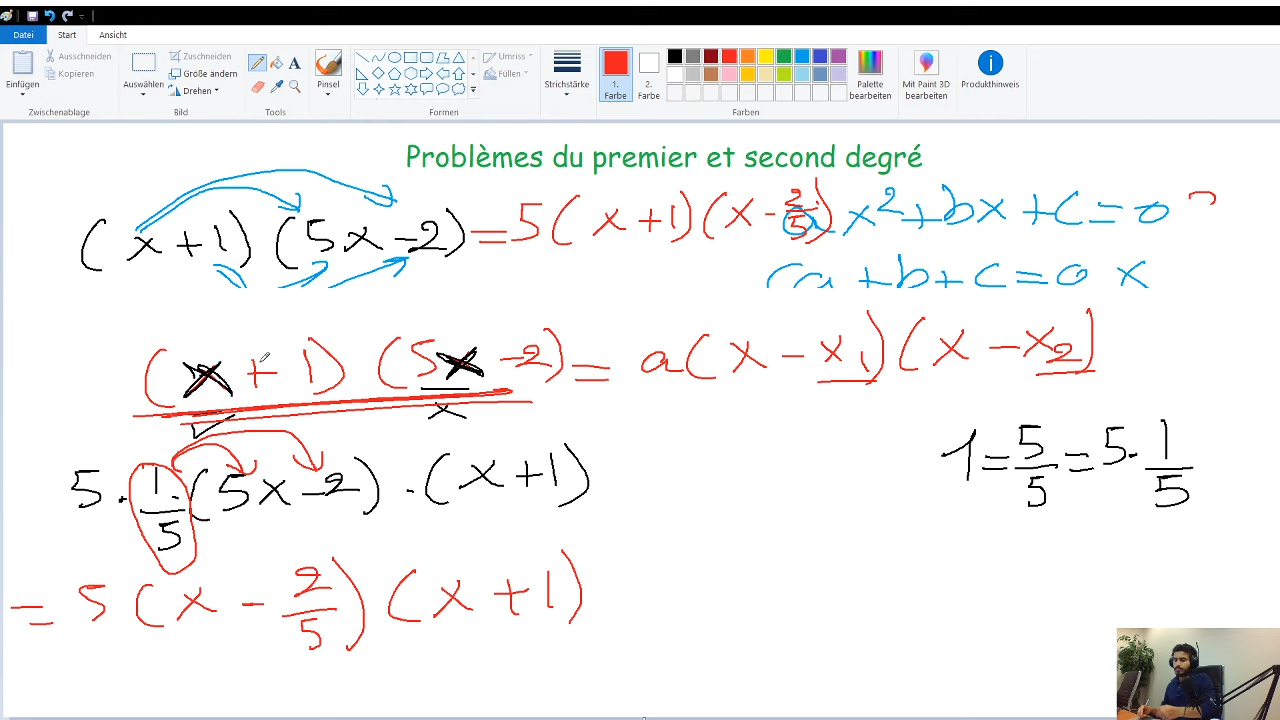 Datei Start Ansicht
Einfügen Ausschneiden Auswählen Zuschneiden Größe ändern Drehen A Pinsel Umriss Füllen Strichstärke 1. Farbe 2. Farbe Palette bearbeiten Mit Paint 3D bearbeiten Produkthinweis
Zwischenablage Bild Tools Formen Farben
Problèmes du premier et second degré
(x+1)(5x-2)=5(x+1)(x-2/5)
x²+bx+c=0 ?
a+b+c=0 x
(x+1)(5x-2)=a(x-x₁)(x-x₂)
x
5·1/5·(5x-2)·(x+1)
1=5/5=5·1/5
=5(x-2/5)(x+1)